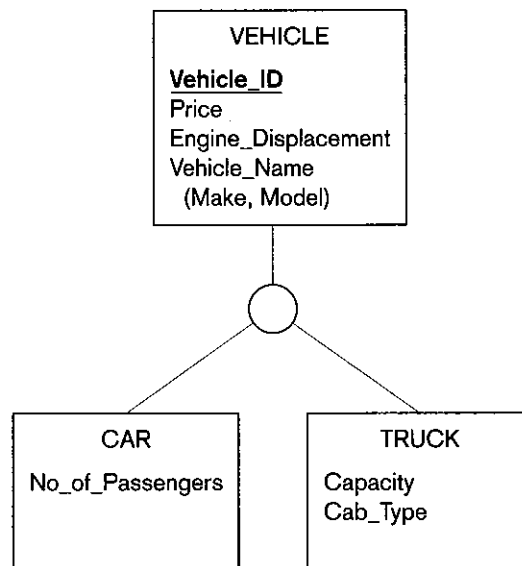 VEHICLE
Vehicle_ID
Price
Engine_Displacement
Vehicle_Name
(Make, Model)
CAR
No_of_Passengers
TRUCK
Capacity
Cab_Type